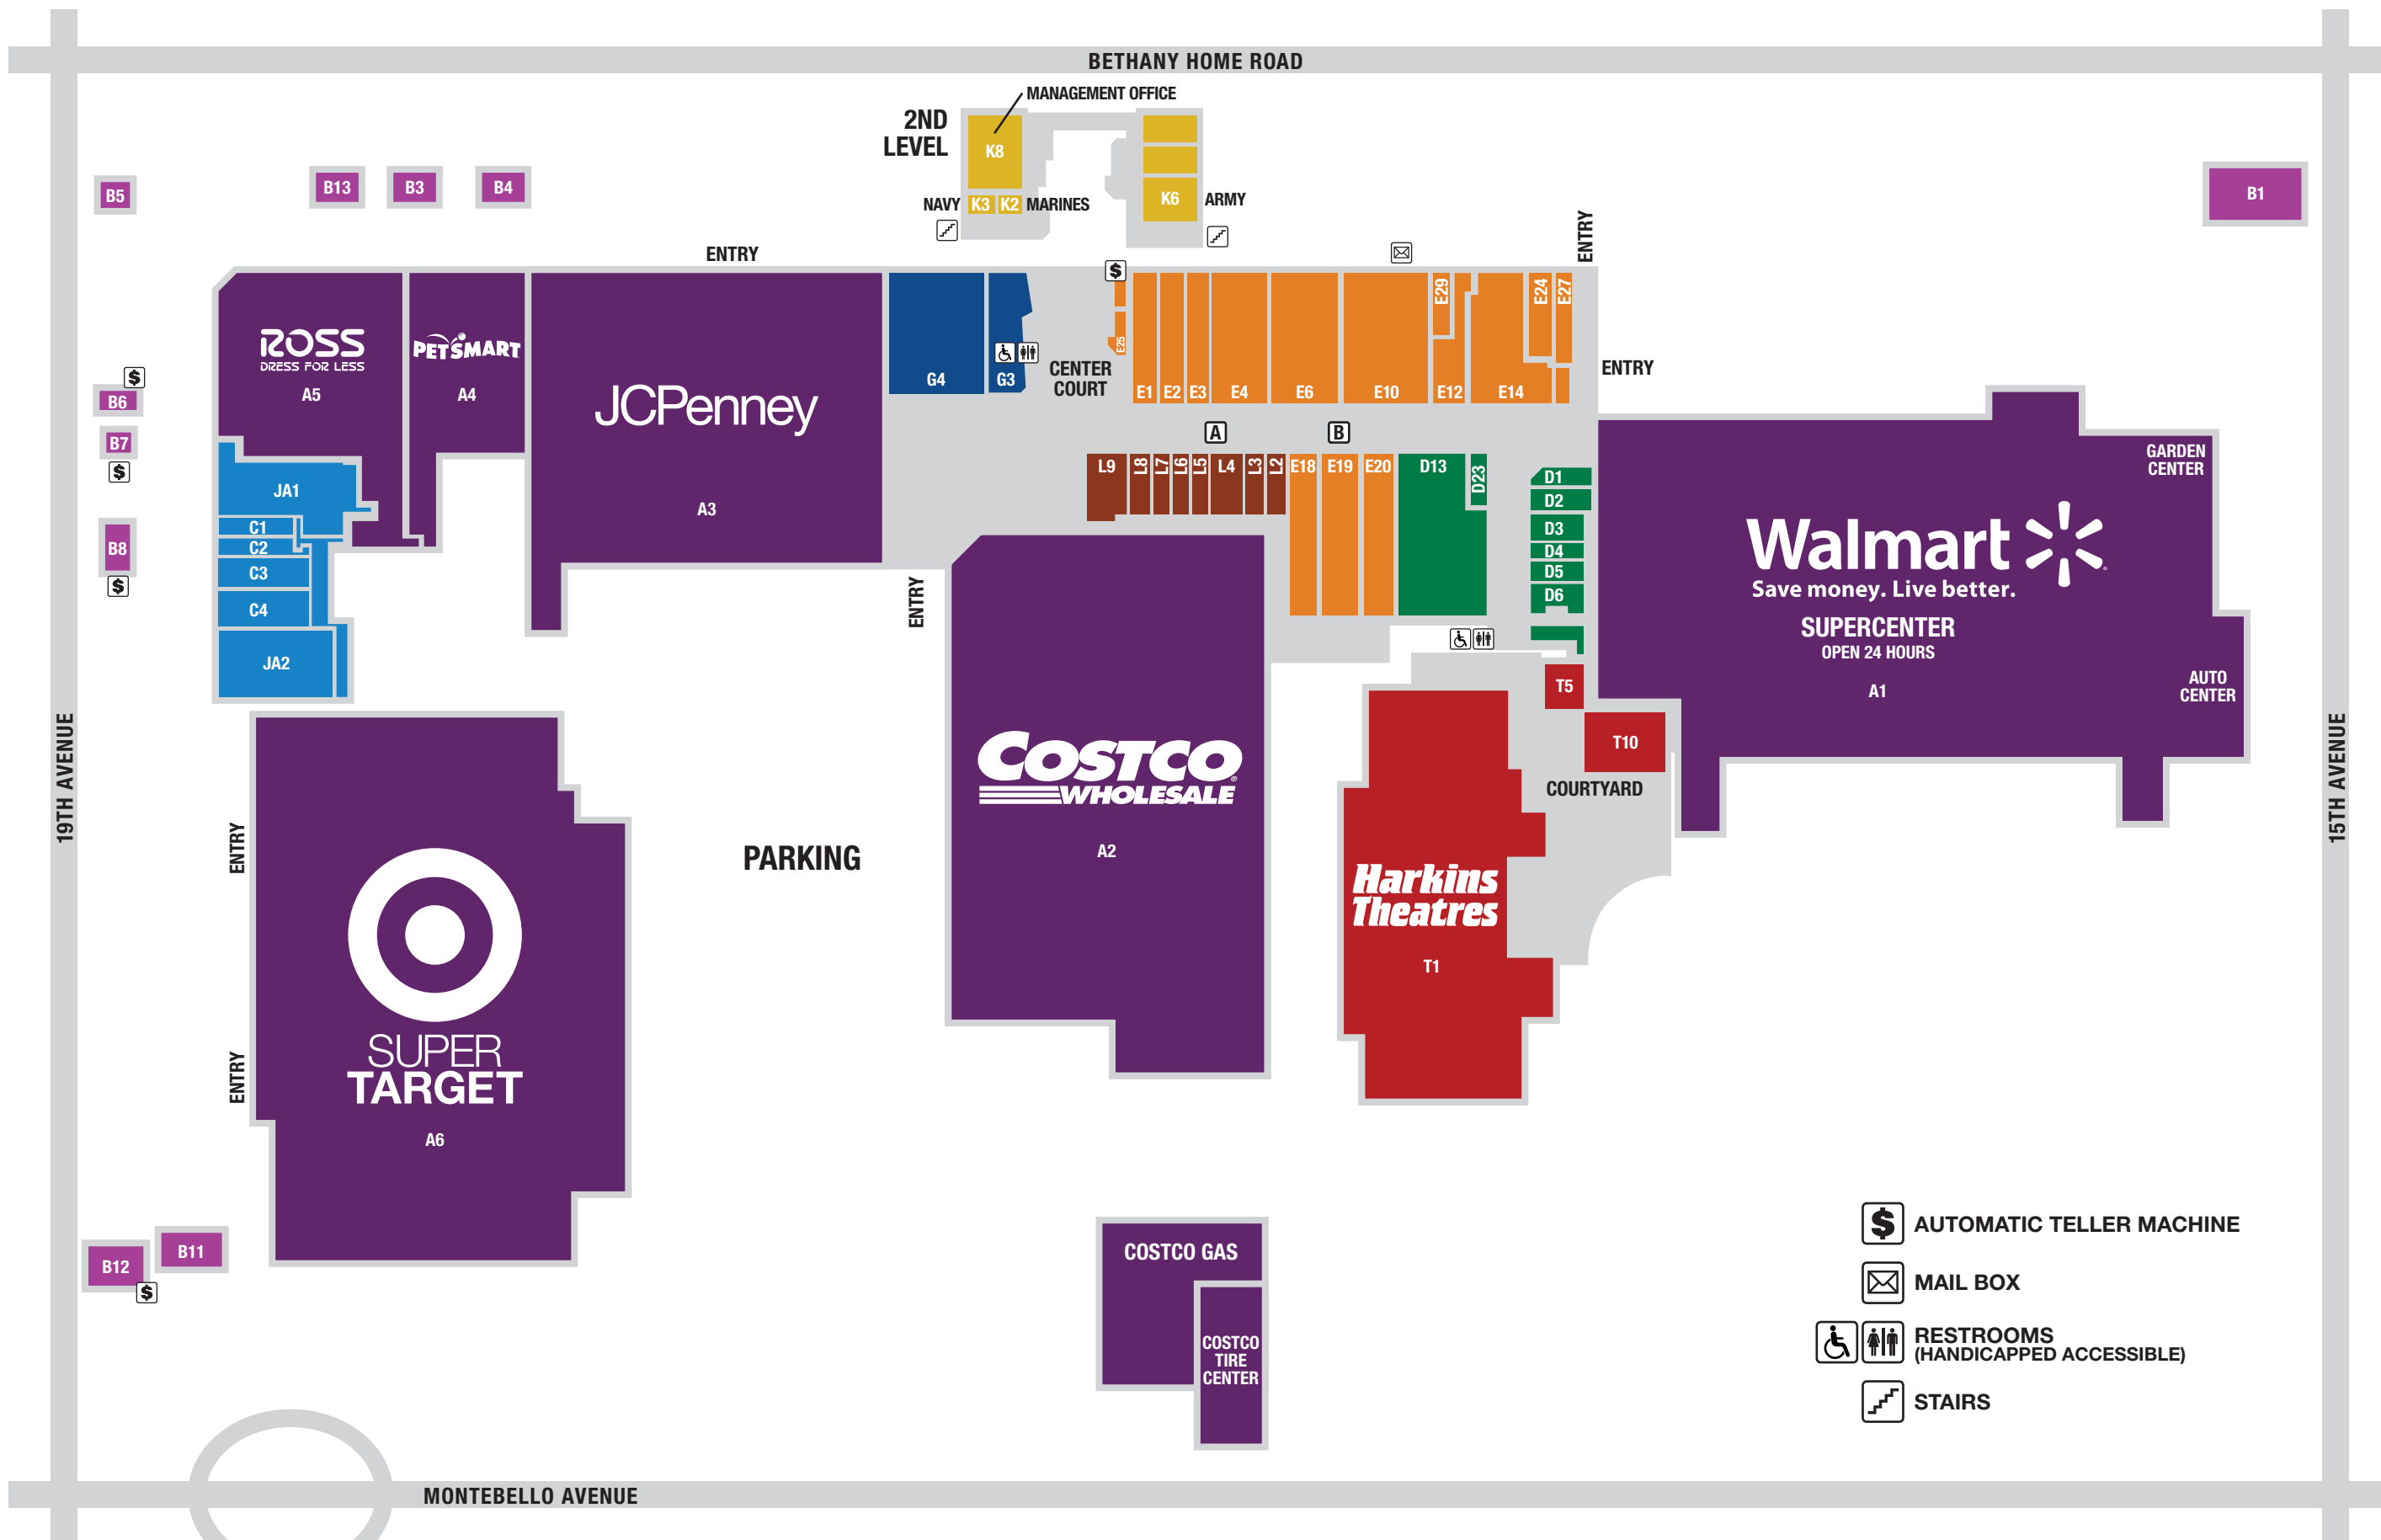 BETHANY HOME ROAD
MANAGEMENT OFFICE
2ND
LEVEL
K8
NAVY K3 K2 MARINES
K6 ARMY
B5
B13
B3
B4
B1
ENTRY
ENTRY
$
ROSS
DRESS FOR LESS
A5
PETSMART
A4
JCPenney
A3
G4
G3
CENTER
COURT
E25
E1
E2
E3
E4
E6
E10
E29
E12
E14
E24
E27
ENTRY
$
B6
B7
$
B8
$
A
B
L9
L8
L7
L6
L5
L4
L3
L2
E18
E19
E20
D13
D23
D1
D2
D3
D4
D5
D6
GARDEN
CENTER
Walmart
Save money. Live better.
SUPERCENTER
OPEN 24 HOURS
A1
AUTO
CENTER
JA1
C1
C2
C3
C4
JA2
ENTRY
T5
T10
COURTYARD
19TH AVENUE
15TH AVENUE
ENTRY
PARKING
COSTCO
WHOLESALE
A2
Harkins
Theatres
T1
ENTRY
SUPER
TARGET
A6
B11
B12
$
COSTCO GAS
COSTCO
TIRE
CENTER
$ AUTOMATIC TELLER MACHINE
MAIL BOX
RESTROOMS
(HANDICAPPED ACCESSIBLE)
STAIRS
MONTEBELLO AVENUE